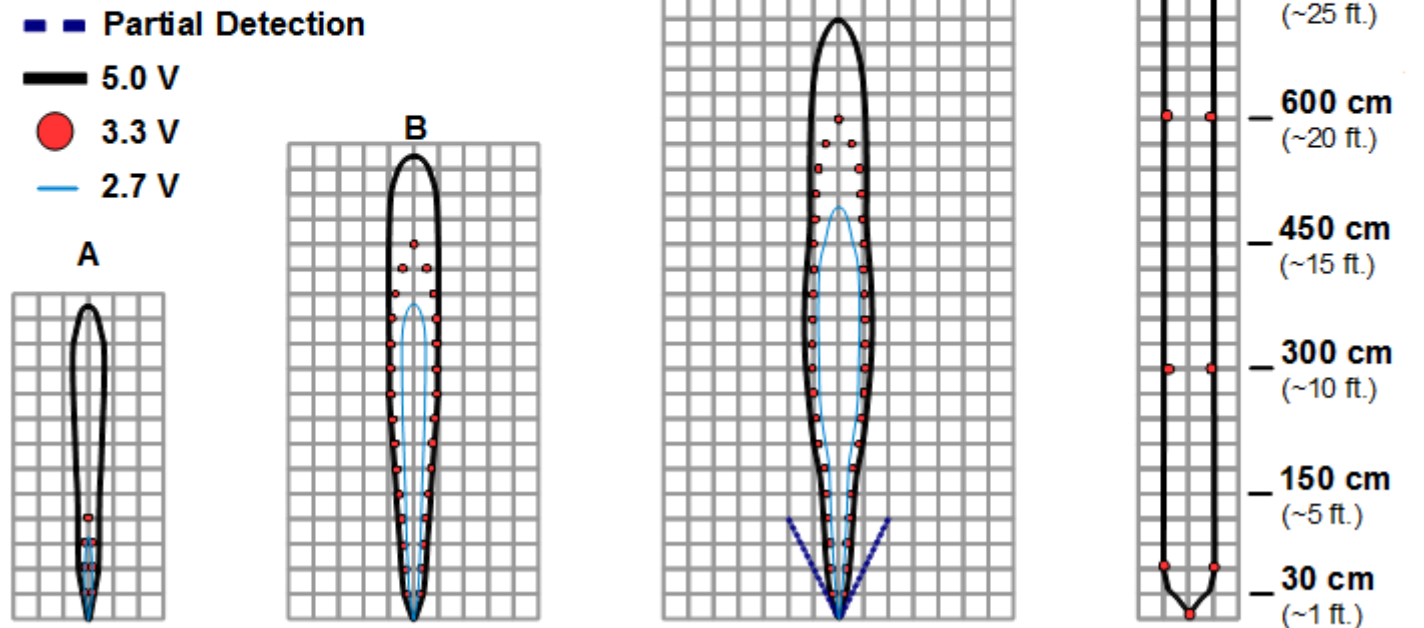 Partial Detection
5.0 V
3.3 V
2.7 V
A
B
(~25 ft.)
600 cm
(~20 ft.)
450 cm
(~15 ft.)
300 cm
(~10 ft.)
150 cm
(~5 ft.)
30 cm
(~1 ft.)